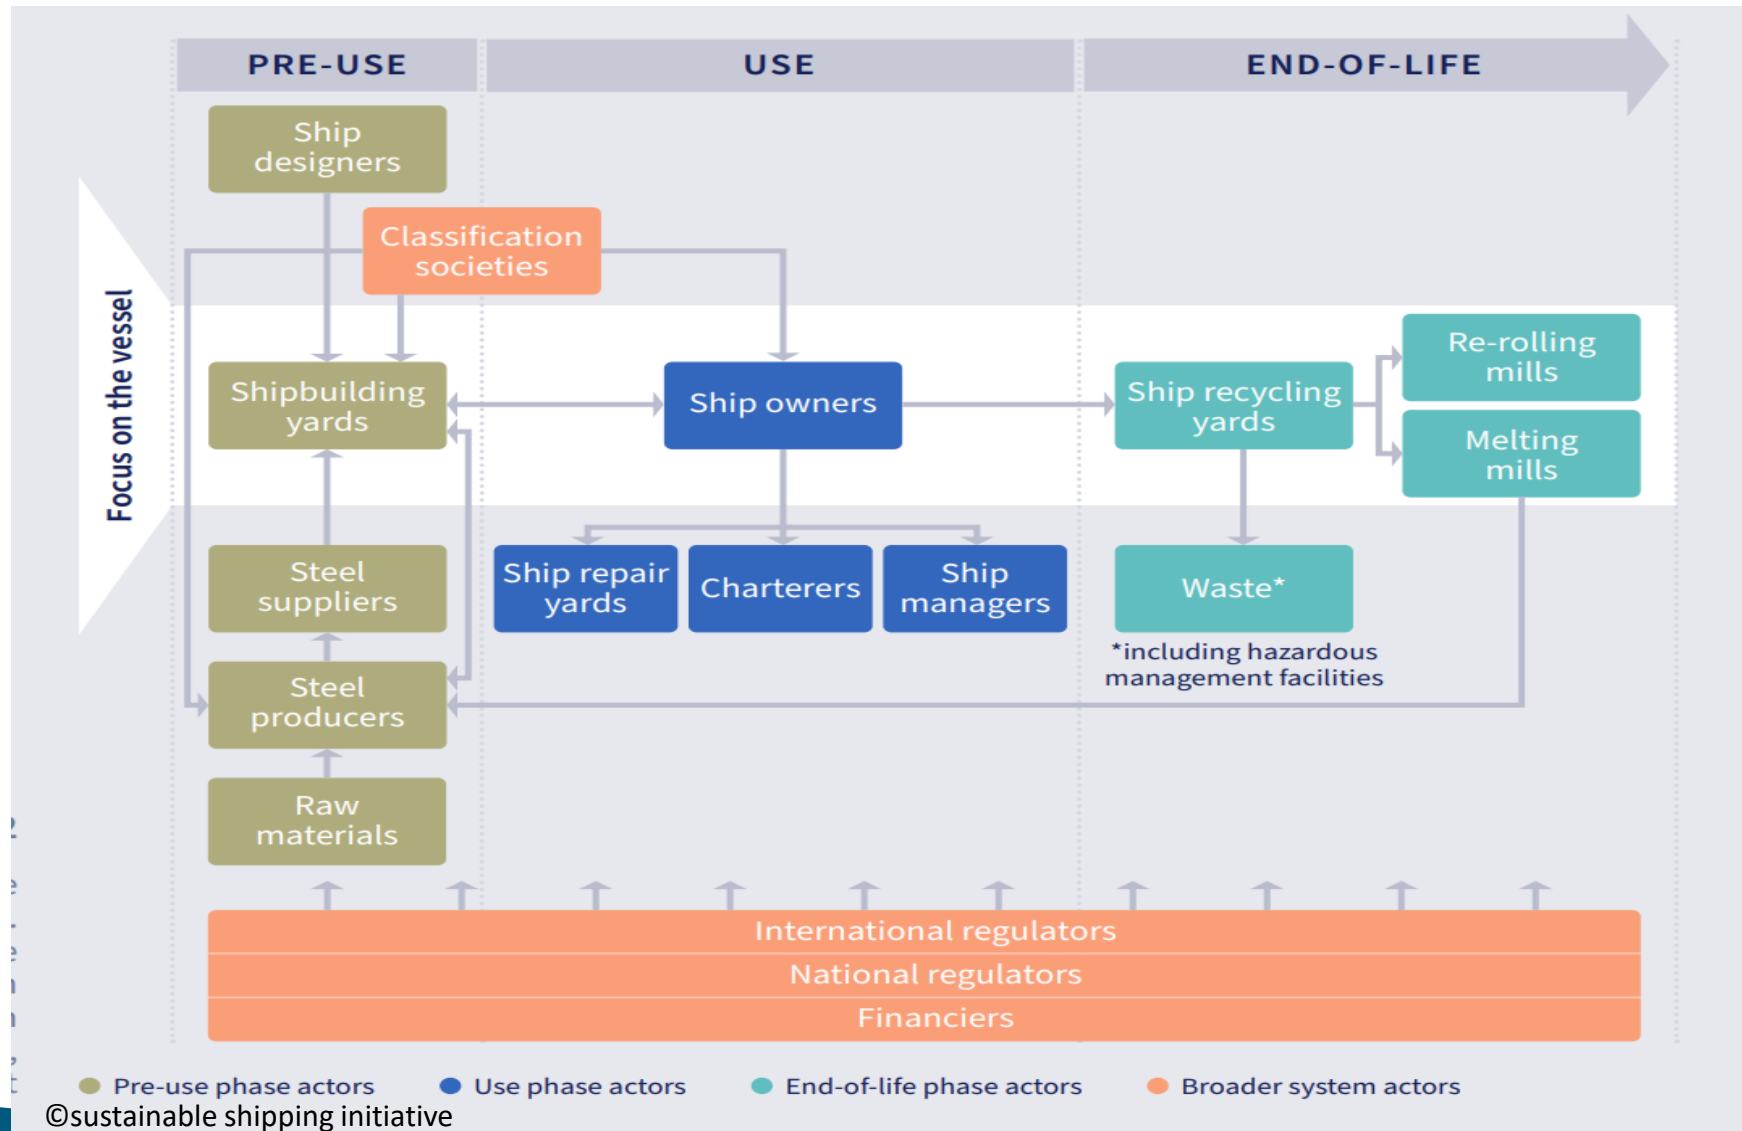 PRE-USE
USE
END-OF-LIFE
Ship
designers
Classification
societies
Focus on the vessel
Shipbuilding
yards
Ship owners
Ship recycling
yards
Re-rolling
mills
Melting
mills
Steel
suppliers
Ship repair
yards
Charterers
Ship
managers
Waste*
*including hazardous
management facilities
Steel
producers
Raw
materials
International regulators
National regulators
Financiers
Pre-use phase actors
Use phase actors
End-of-life phase actors
Broader system actors
©sustainable shipping initiative